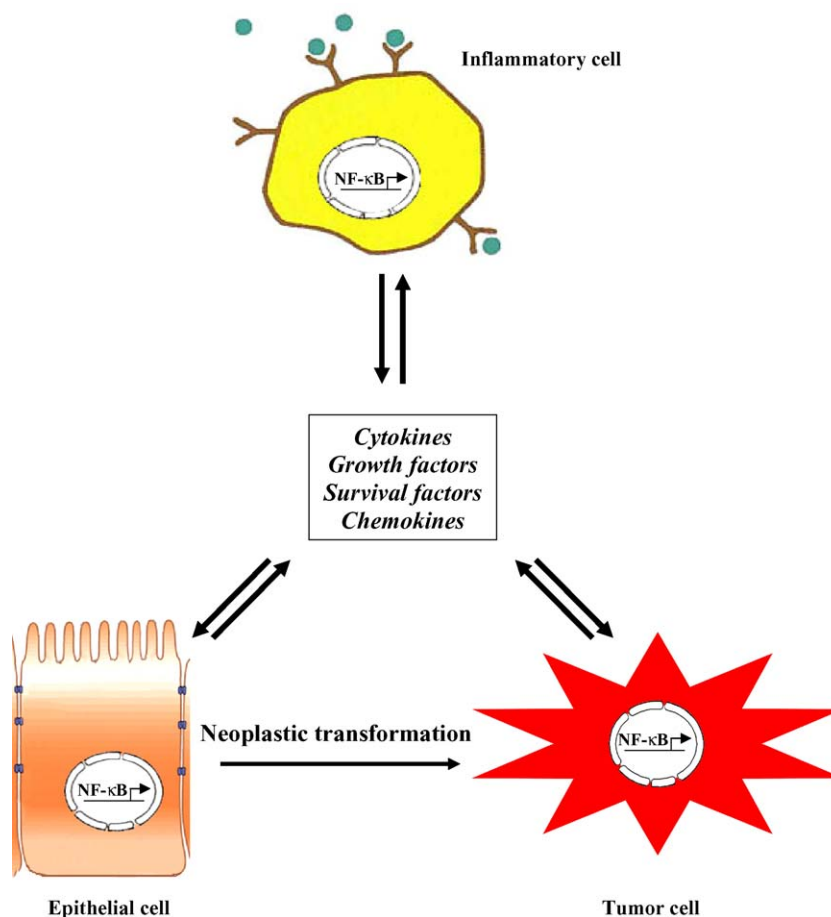 Inflammatory cell
NF-κB
Cytokines
Growth factors
Survival factors
Chemokines
Neoplastic transformation
NF-κB
NF-κB
Epithelial cell
Tumor cell